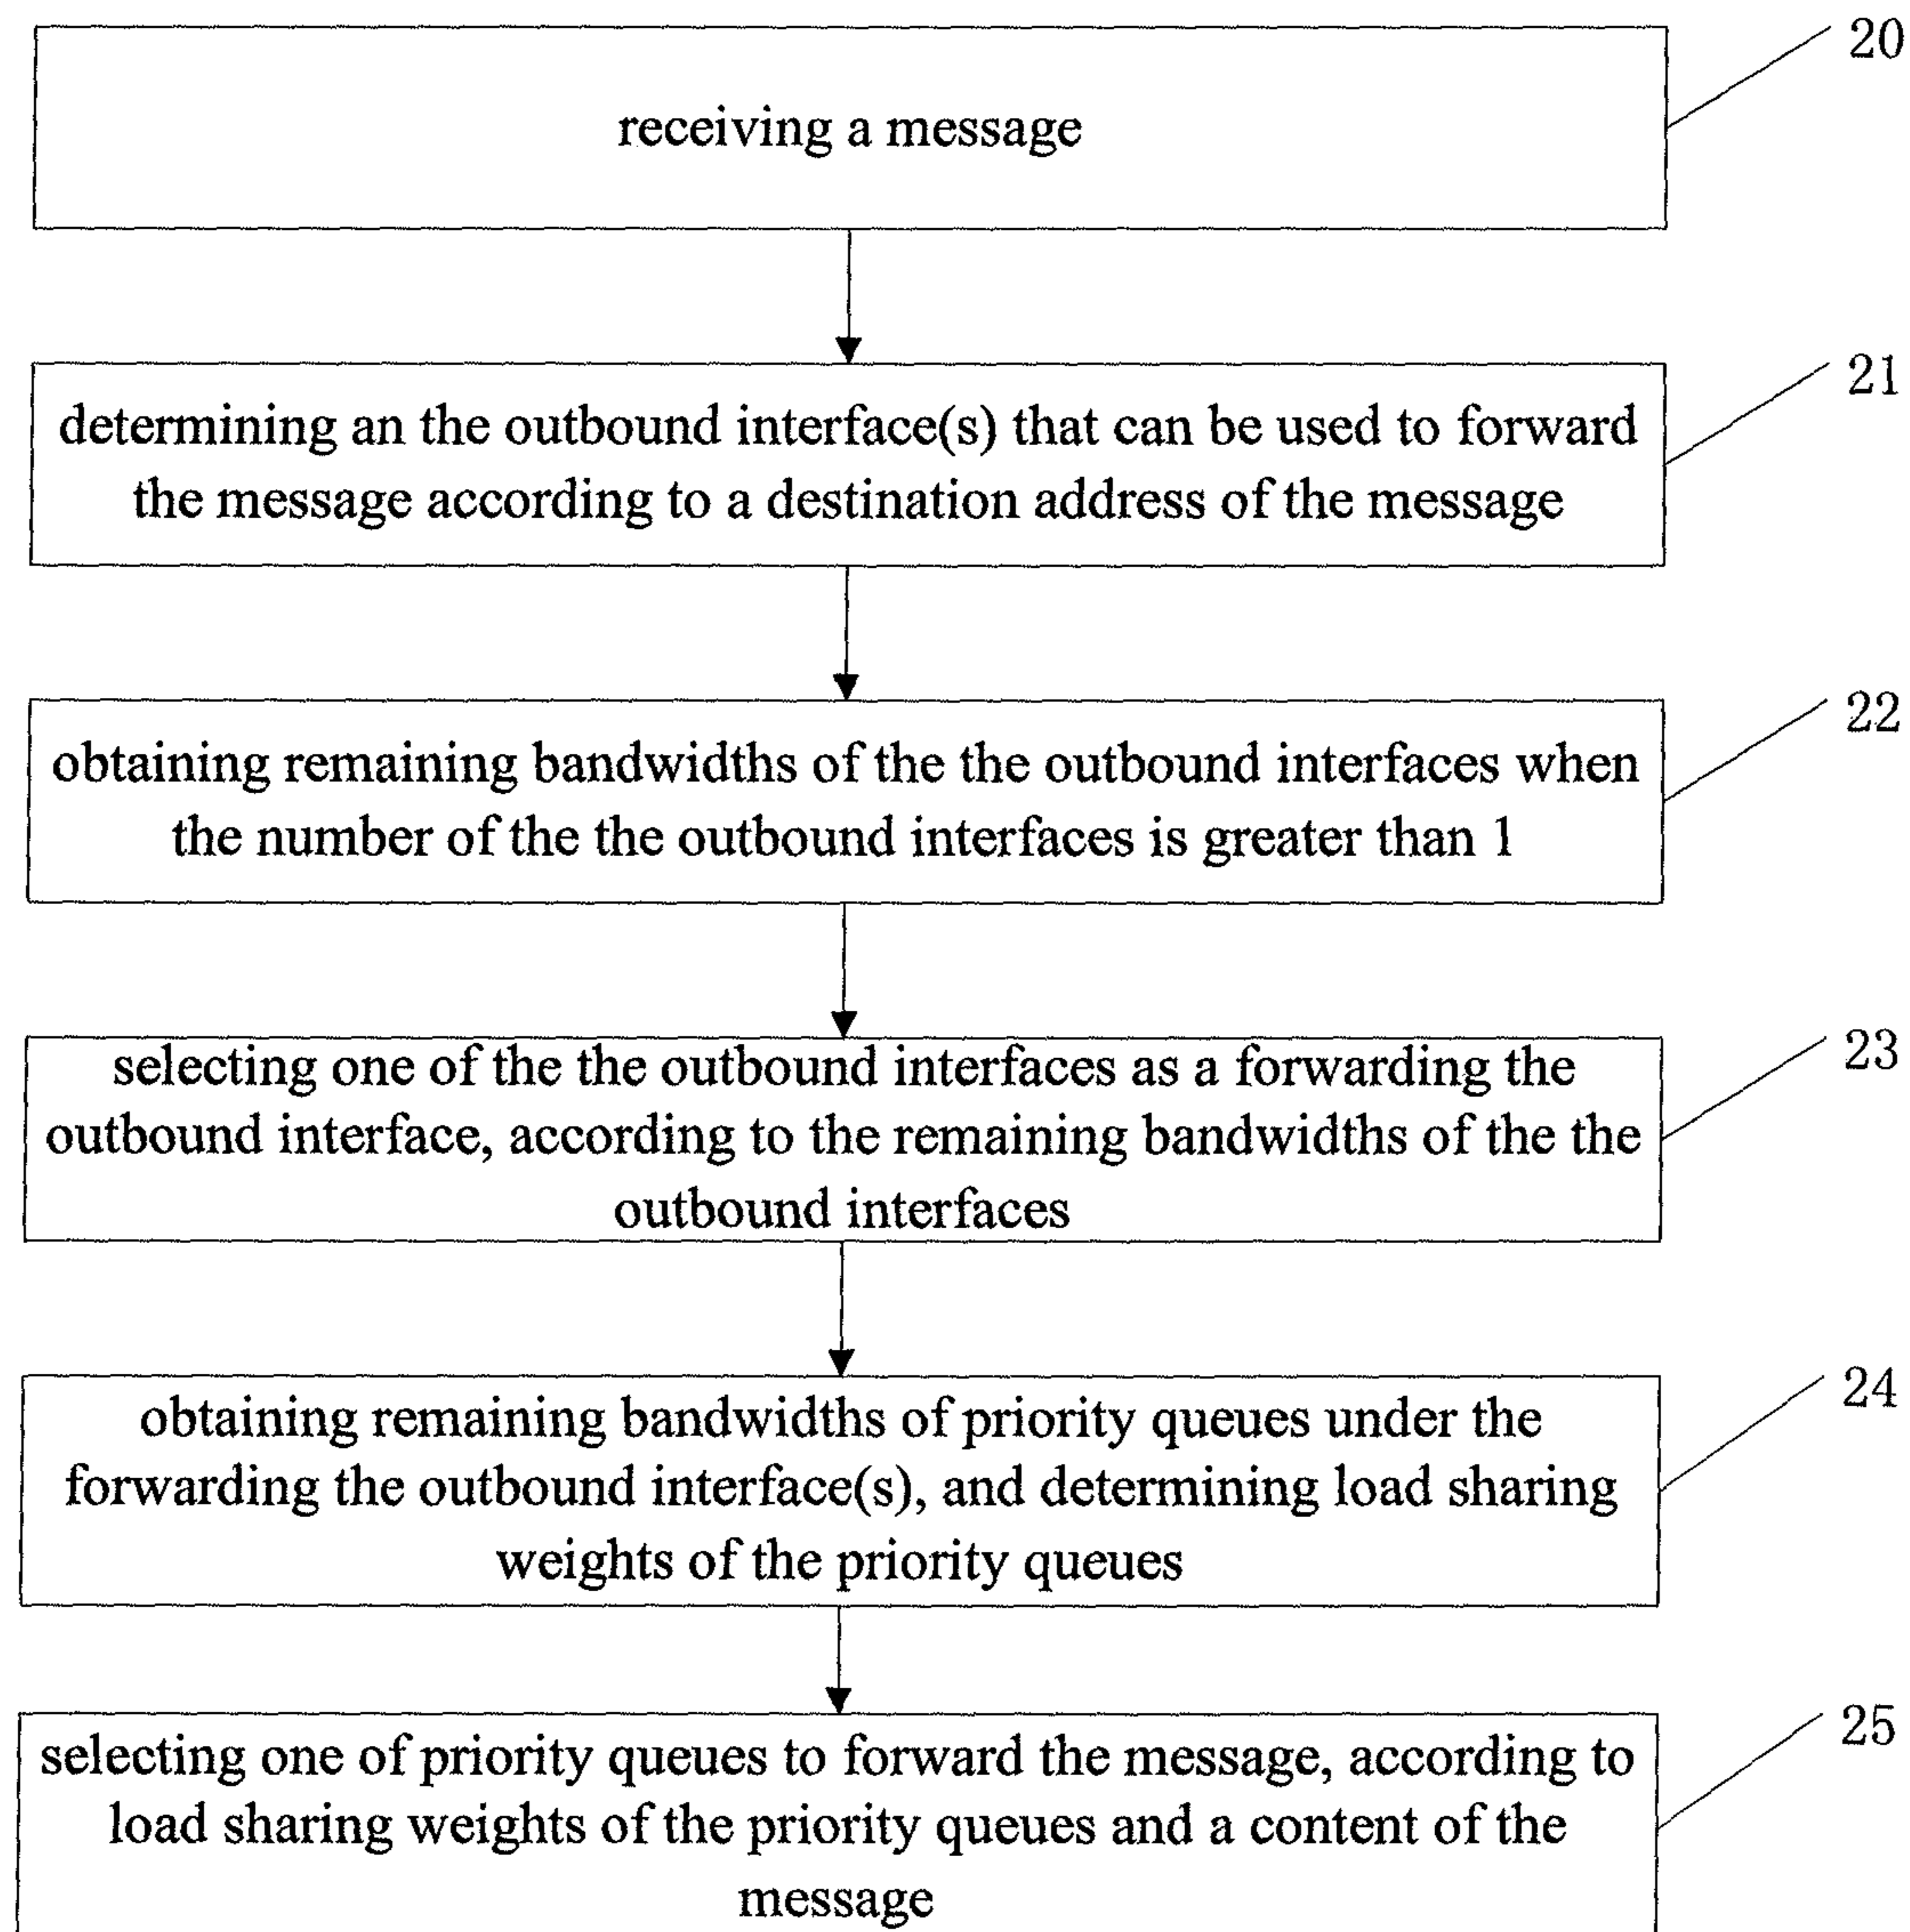 20
receiving a message
21
determining an the outbound interface(s) that can be used to forward
the message according to a destination address of the message
22
obtaining remaining bandwidths of the the outbound interfaces when
the number of the the outbound interfaces is greater than 1
23
selecting one of the the outbound interfaces as a forwarding the
outbound interface, according to the remaining bandwidths of the the
outbound interfaces
24
obtaining remaining bandwidths of priority queues under the
forwarding the outbound interface(s), and determining load sharing
weights of the priority queues
25
selecting one of priority queues to forward the message, according to
load sharing weights of the priority queues and a content of the
message